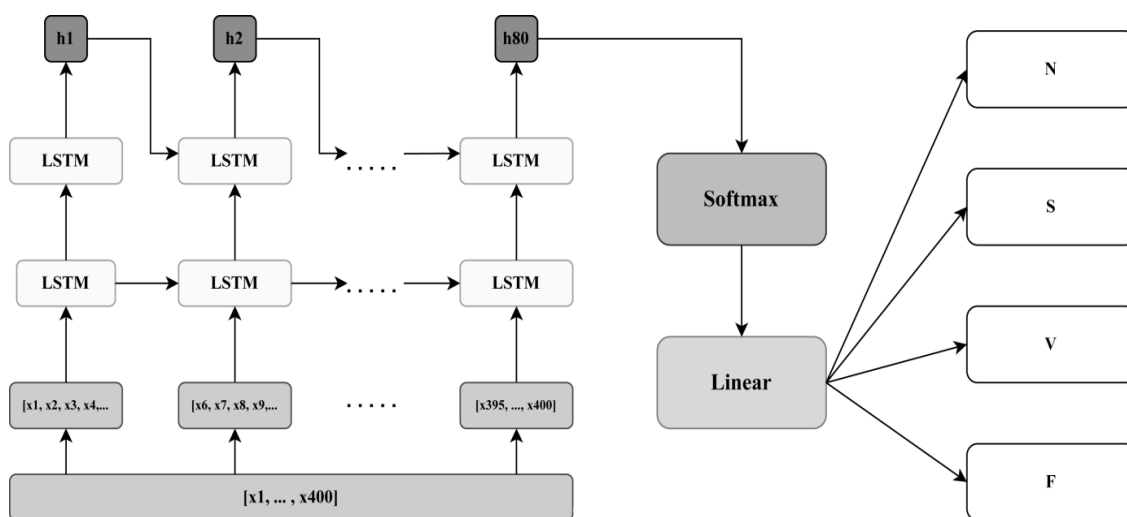 h1
h2
h80
N
LSTM
LSTM
.....
LSTM
Softmax
S
LSTM
LSTM
.....
LSTM
V
Linear
[x1, x2, x3, x4,...
[x6, x7, x8, x9,...
.....
[x395, ..., x400]
F
[x1, ... , x400]